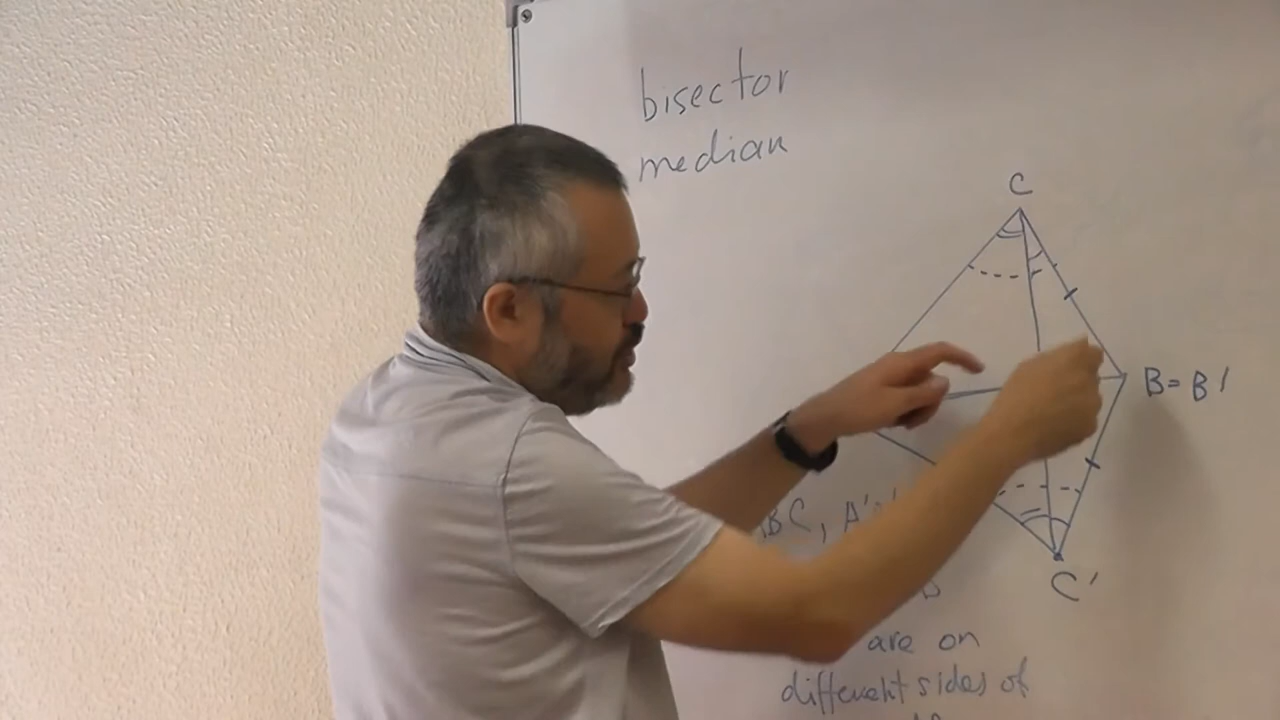 bisector
median
C
B = B'
BC, A'
C'
are on
different sides of